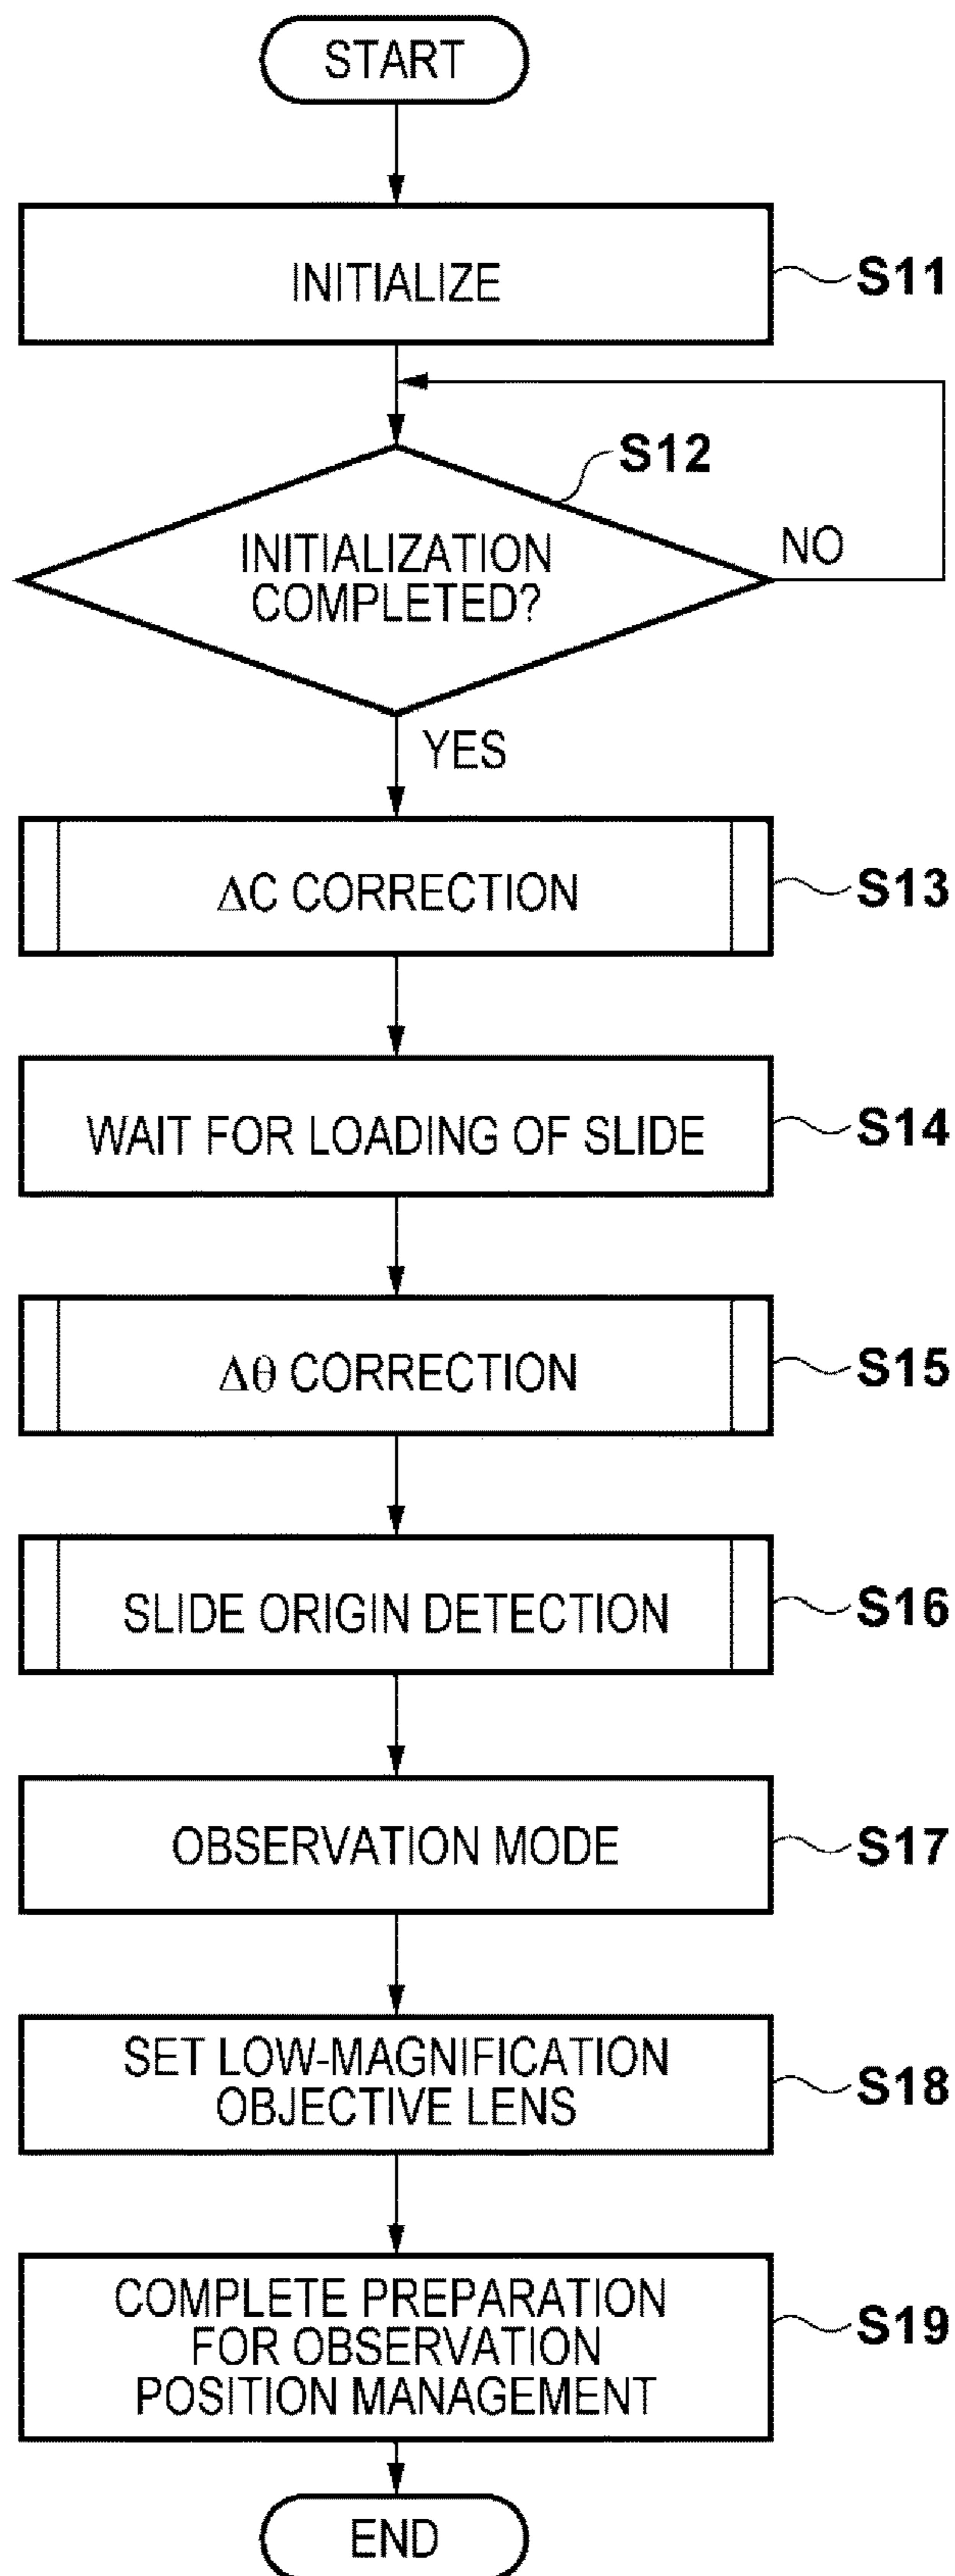 START
INITIALIZE
S11
S12
INITIALIZATION
COMPLETED?
NO
YES
ΔC CORRECTION
S13
WAIT FOR LOADING OF SLIDE
S14
Δθ CORRECTION
S15
SLIDE ORIGIN DETECTION
S16
OBSERVATION MODE
S17
SET LOW-MAGNIFICATION
OBJECTIVE LENS
S18
COMPLETE PREPARATION
FOR OBSERVATION
POSITION MANAGEMENT
S19
END